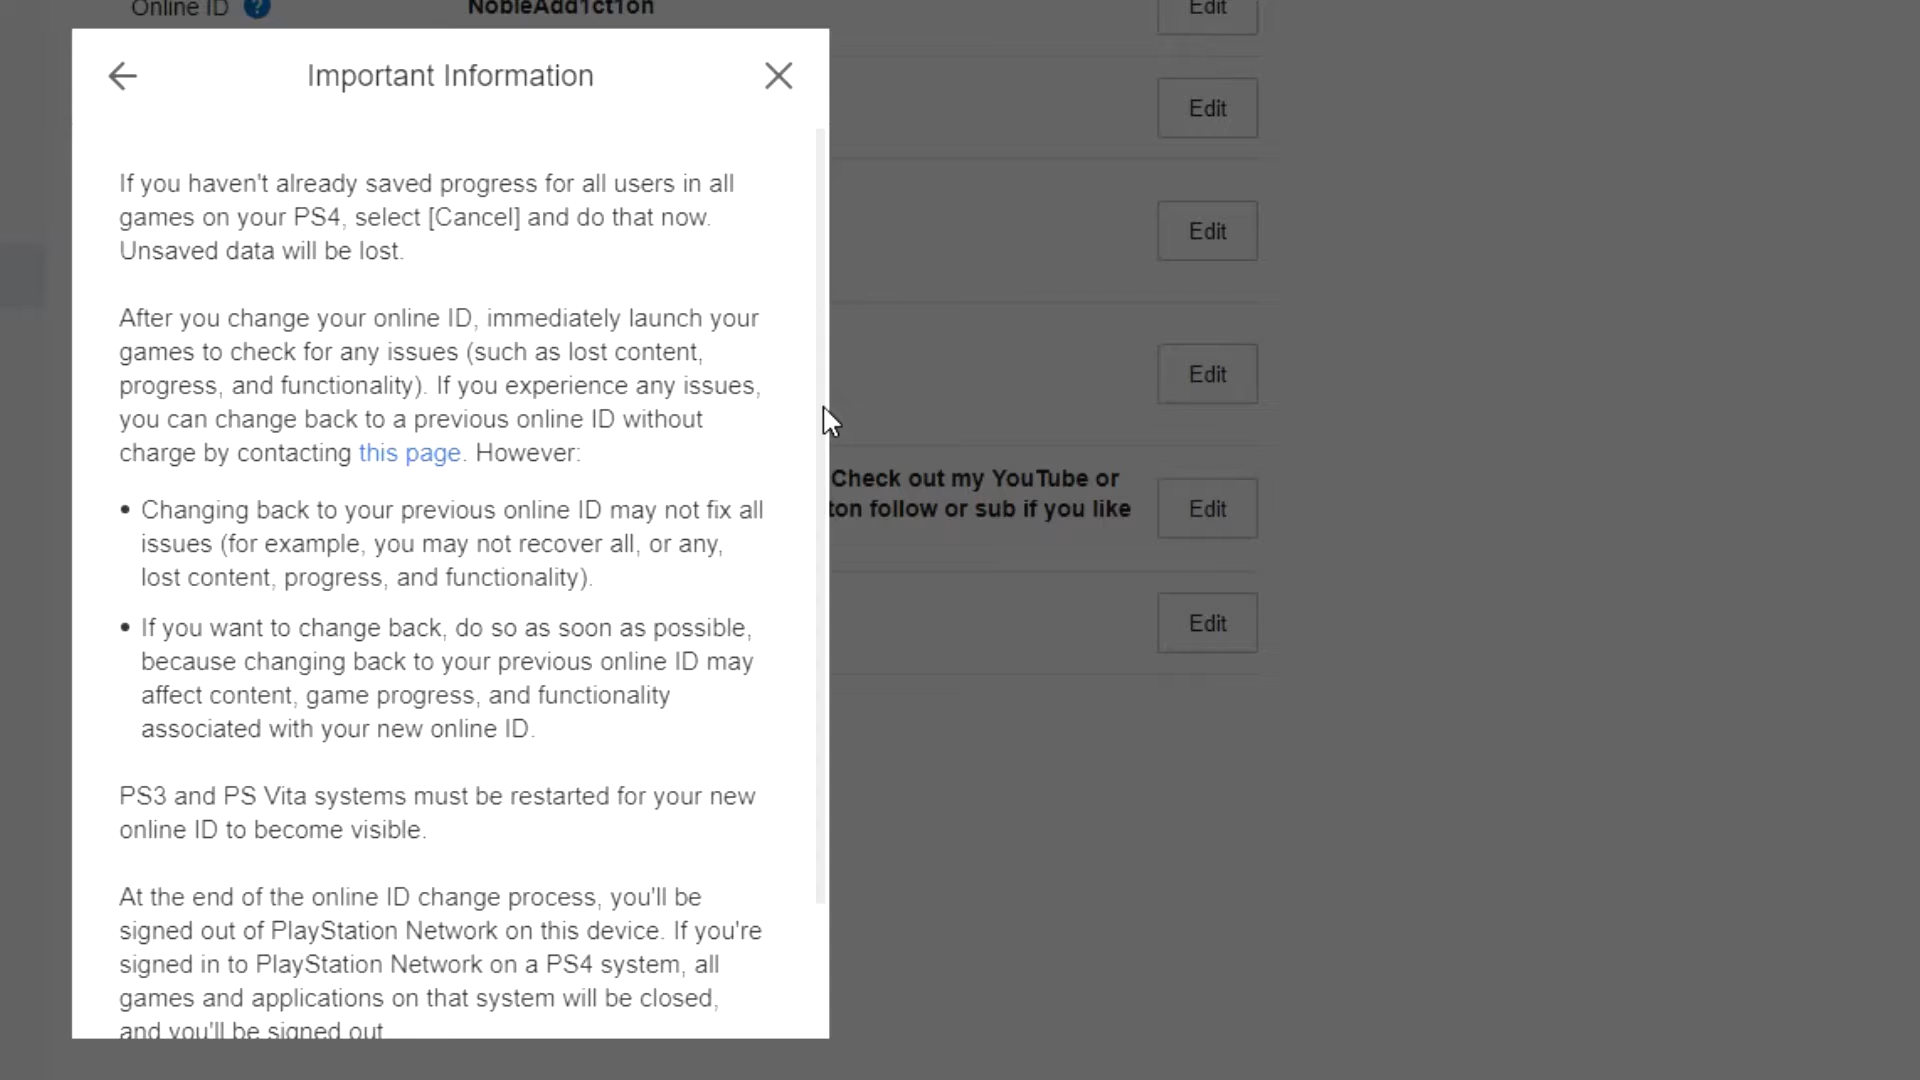 Online ID ? NobleAdd1ct1on Edit
Important Information
Edit
If you haven't already saved progress for all users in all
games on your PS4, select [Cancel] and do that now.
Unsaved data will be lost.
Edit
After you change your online ID, immediately launch your
games to check for any issues (such as lost content,
progress, and functionality). If you experience any issues,
you can change back to a previous online ID without
charge by contacting this page. However:
Edit
• Changing back to your previous online ID may not fix all
issues (for example, you may not recover all, or any,
lost content, progress, and functionality).
Check out my YouTube or
ton follow or sub if you like
Edit
• If you want to change back, do so as soon as possible,
because changing back to your previous online ID may
affect content, game progress, and functionality
associated with your new online ID.
Edit
PS3 and PS Vita systems must be restarted for your new
online ID to become visible.
At the end of the online ID change process, you'll be
signed out of PlayStation Network on this device. If you're
signed in to PlayStation Network on a PS4 system, all
games and applications on that system will be closed,
and you'll be signed out